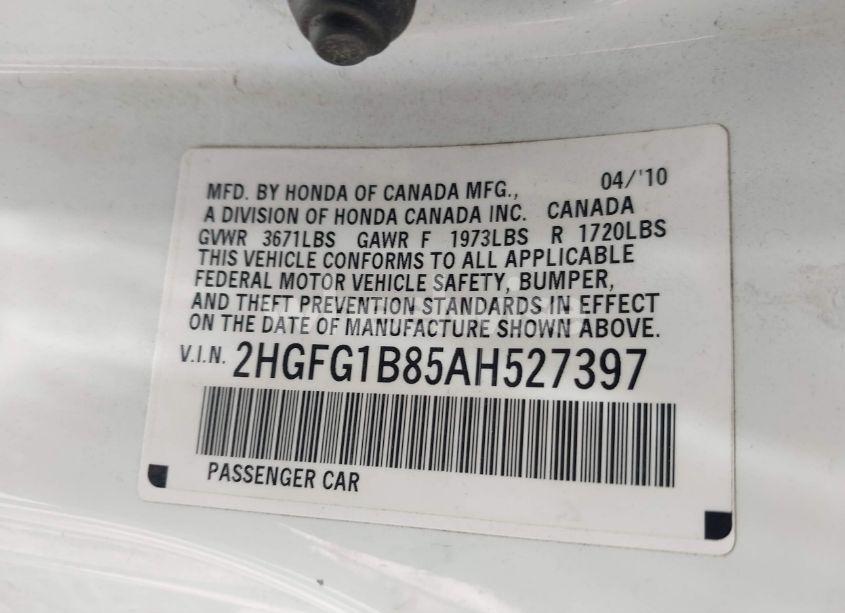 MFD. BY HONDA OF CANADA MFG., 04/'10
A DIVISION OF HONDA CANADA INC. CANADA
GVWR 3671LBS GAWR F 1973LBS R 1720LBS
THIS VEHICLE CONFORMS TO ALL APPLICABLE
FEDERAL MOTOR VEHICLE SAFETY, BUMPER,
AND THEFT PREVENTION STANDARDS IN EFFECT
ON THE DATE OF MANUFACTURE SHOWN ABOVE.
V.I.N. 2HGFG1B85AH527397
PASSENGER CAR